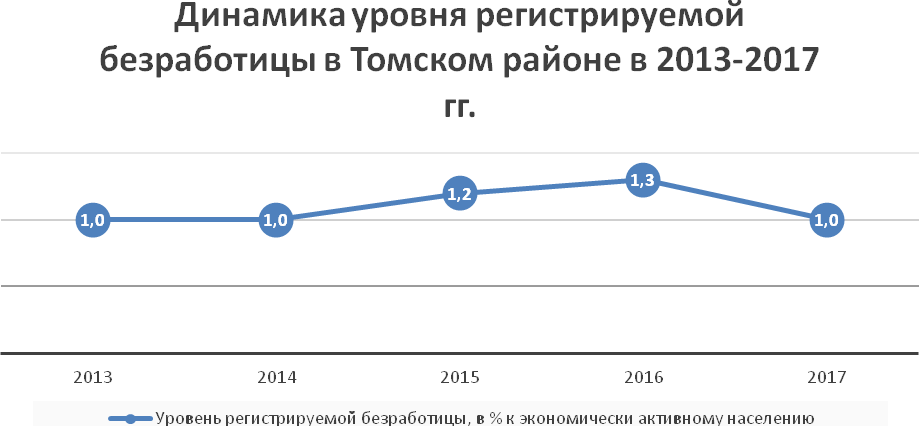 Динамика уровня регистрируемой
безработицы в Томском районе в 2013-2017
гг.
1,0
1,0
1,2
1,3
1,0
2013
2014
2015
2016
2017
Уровень регистрируемой безработицы, в % к экономически активному населению